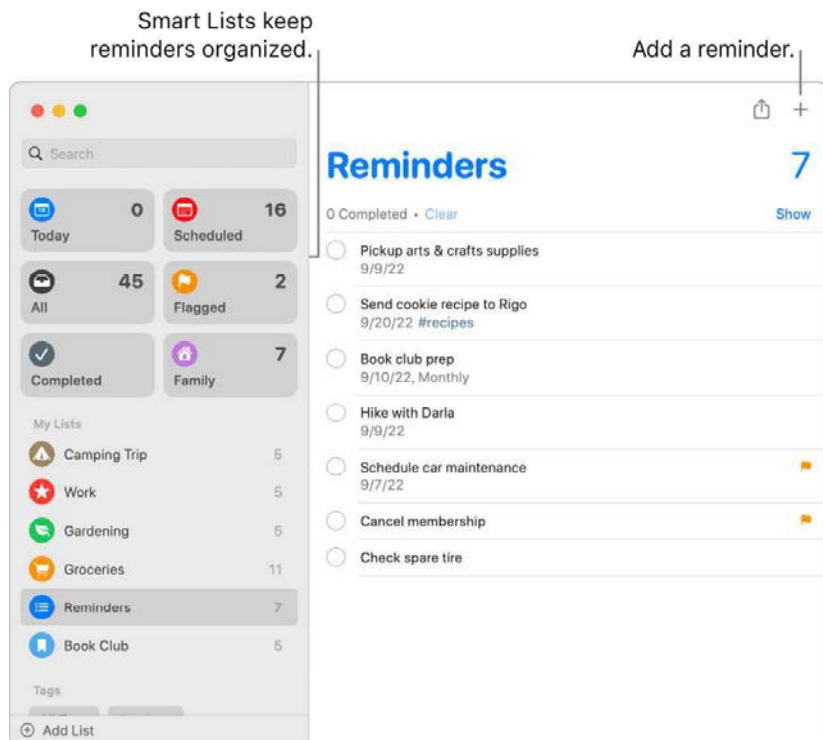 Smart Lists keep
reminders organized.
Add a reminder.
Search
Today 0
Scheduled 16
All 45
Flagged 2
Completed
Family 7
My Lists
Camping Trip 5
Work 5
Gardening 5
Groceries 11
Reminders 7
Book Club 5
Tags
Add List
Reminders 7
0 Completed • Clear Show
Pickup arts & crafts supplies
9/9/22
Send cookie recipe to Rigo
9/20/22 #recipes
Book club prep
9/10/22, Monthly
Hike with Darla
9/9/22
Schedule car maintenance
9/7/22
Cancel membership
Check spare tire